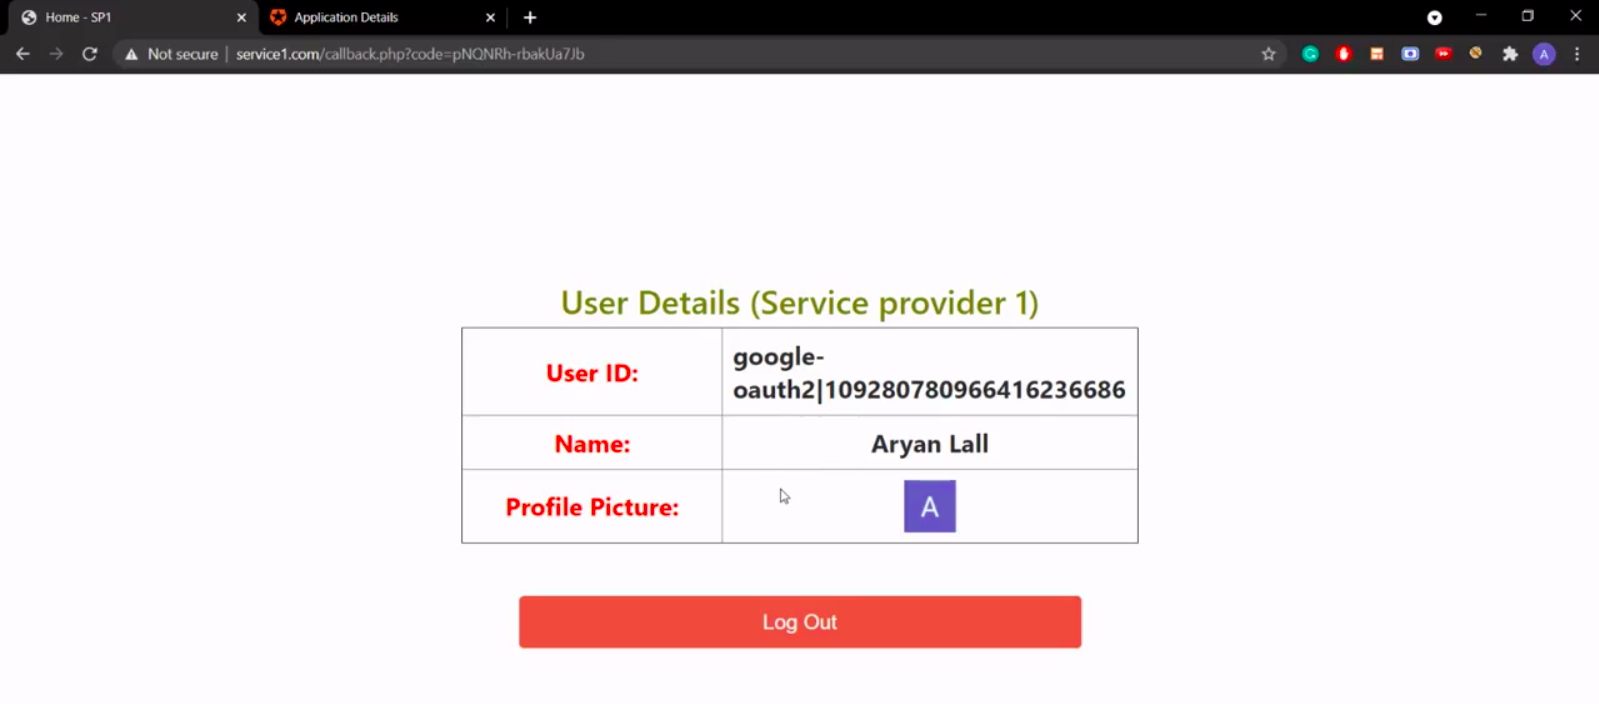 Home - SP1
Application Details
Not secure | service1.com/callback.php?code=pNQNRh-rbakUa7Jb
A
User Details (Service provider 1)
User ID:
google-
oauth2|109280780966416236686
Name:
Aryan Lall
Profile Picture:
A
Log Out